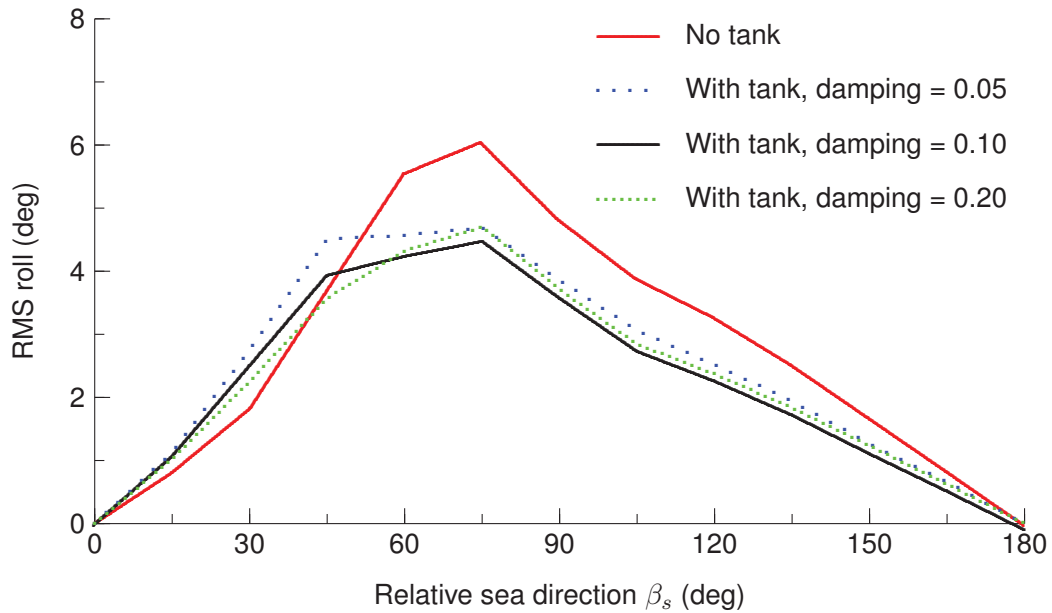 8
6
4
2
0
RMS roll (deg)
No tank
With tank, damping = 0.05
With tank, damping = 0.10
With tank, damping = 0.20
0 30 60 90 120 150 180
Relative sea direction βₛ (deg)